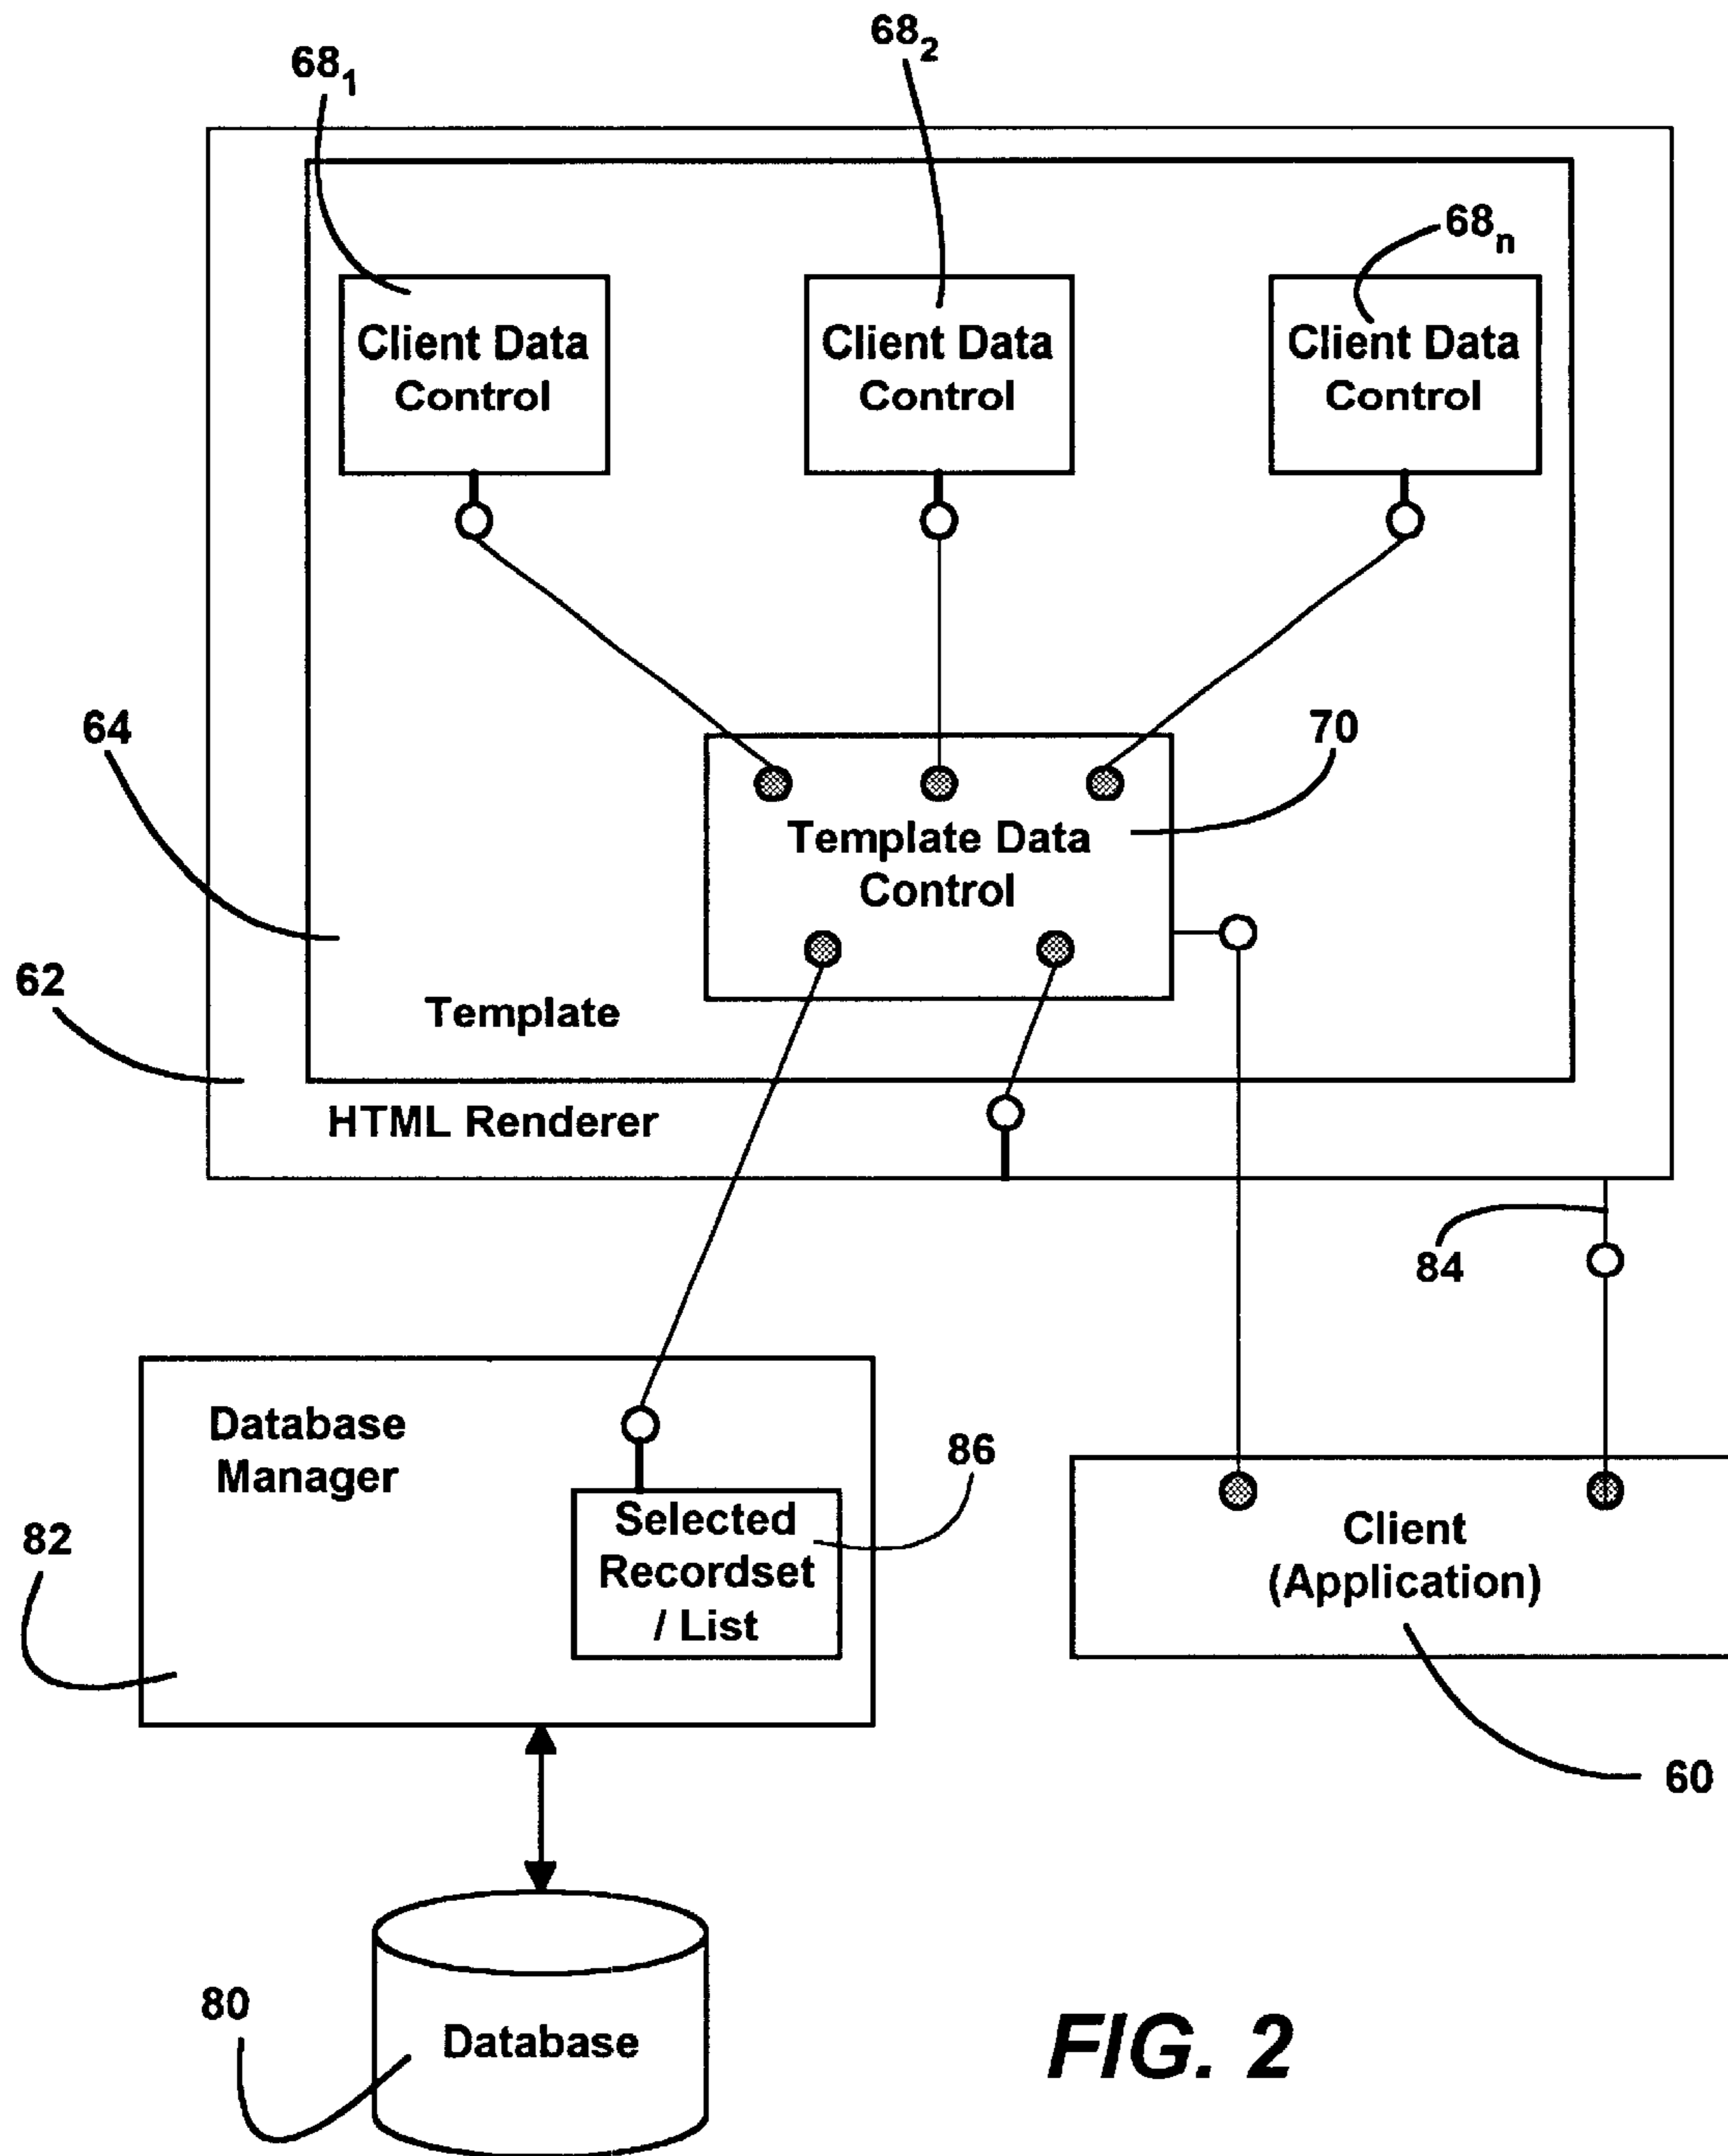 68₁
68₂
68ₙ
Client Data
Control
Client Data
Control
Client Data
Control
64
70
Template Data
Control
62
Template
HTML Renderer
84
Database
Manager
86
82
Selected
Recordset
/ List
Client
(Application)
60
80
Database
FIG. 2